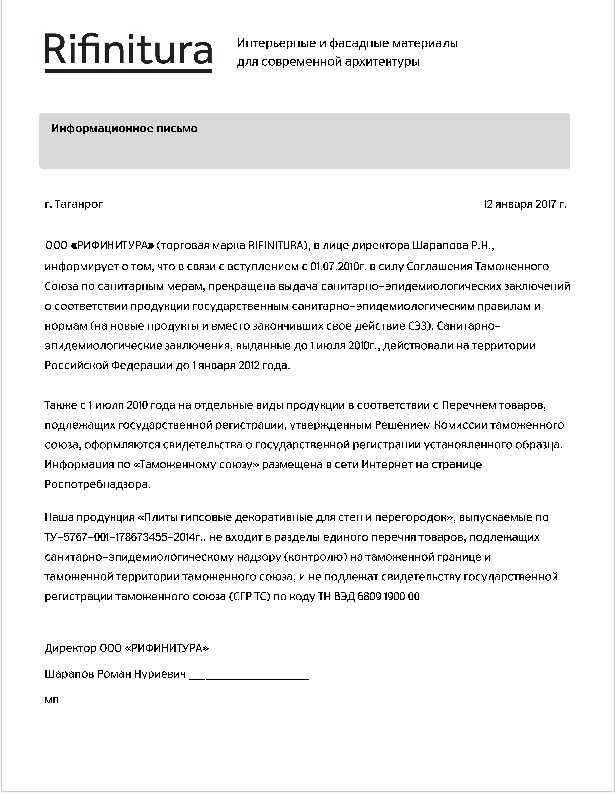 Rifinitura
Интерьерные и фасадные материалы
для современной архитентуры
Информационное письмо
г. Таганрог
12 января 2017 г.
ООО «РИФИНИТУРА» (торговая марка RIFINITURA), в лице директора Шарапова Р.Н.,
информирует о том, что в связи с вступлением с 01.07.2010г. в силу Соглашения Таможенного
Союза по санитарным мерам, прекращена выдача санитарно-эпидемиологических заключений
о соответствии продукции государственным санитарно-эпидемиологическим правилам и
нормам (на новые продукты и вместо закончивших свое действие СЭЗ). Санитарно-
эпидемиологические заключения, выданные до 1 июля 2010г., действовали на территории
Российской Федерации до 1 января 2012 года.
Также с 1 июля 2010 года на отдельные виды продукции в соответствии с Перечнем товаров,
подлежащих государственной регистрации, утвержденным Решением Комиссии таможенного
союза, оформляются свидетельства о государственной регистрации установленного образца.
Информация по «Таможенному союзу» размещена в сети Интернет на странице
Роспотребнадзора.
Наша продукция «Плиты гипсовые декоративные для стен и перегородок», выпускаемые по
ТУ-5767-001-178673455-2014г., не входит в разделы единого перечня товаров, подлежащих
санитарно-эпидемиологическому надзору (контролю) на таможенной границе и
таможенной территории таможенного союза, и не подлежат свидетельству государственной
регистрации таможенного союза (СГР ТС) по коду ТН ВЭД 6809 1900 00
Директор ООО «РИФИНИТУРА»
Шарапов Роман Нуриевич ____________________
мп